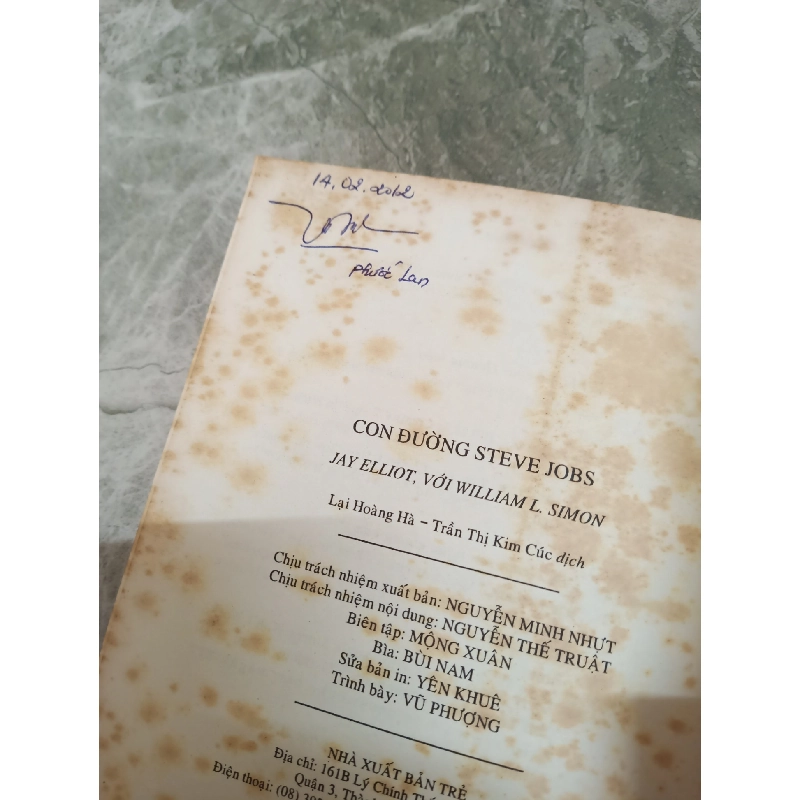 14.02.2012
Phước Lan
CON ĐƯỜNG STEVE JOBS
JAY ELLIOT, VỚI WILLIAM L. SIMON
Lại Hoàng Hà – Trần Thị Kim Cúc dịch
Chịu trách nhiệm xuất bản: NGUYỄN MINH NHỰT
Chịu trách nhiệm nội dung: NGUYỄN THẾ TRUẬT
Biên tập: MỘNG XUÂN
Bìa: BÙI NAM
Sửa bản in: YÊN KHUÊ
Trình bày: VŨ PHƯỢNG
NHÀ XUẤT BẢN TRẺ
Địa chỉ: 161B Lý Chính
Quận 3,
Điện thoại: (08)